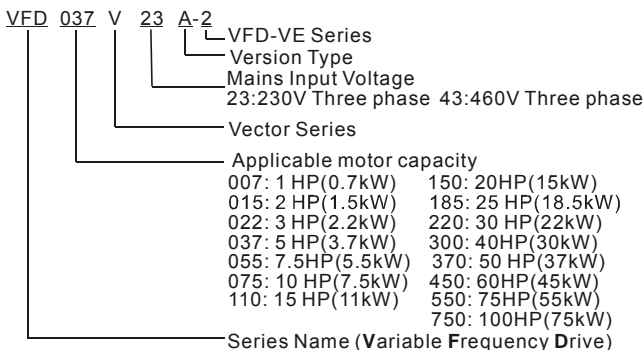 VFD 037 V 23 A-2
VFD-VE Series
Version Type
Mains Input Voltage
23:230V Three phase 43:460V Three phase
Vector Series
Applicable motor capacity
007: 1 HP(0.7kW) 150: 20HP(15kW)
015: 2 HP(1.5kW) 185: 25 HP(18.5kW)
022: 3 HP(2.2kW) 220: 30 HP(22kW)
037: 5 HP(3.7kW) 300: 40HP(30kW)
055: 7.5HP(5.5kW) 370: 50 HP(37kW)
075: 10 HP(7.5kW) 450: 60HP(45kW)
110: 15 HP(11kW) 550: 75HP(55kW)
750: 100HP(75kW)
Series Name (Variable Frequency Drive)